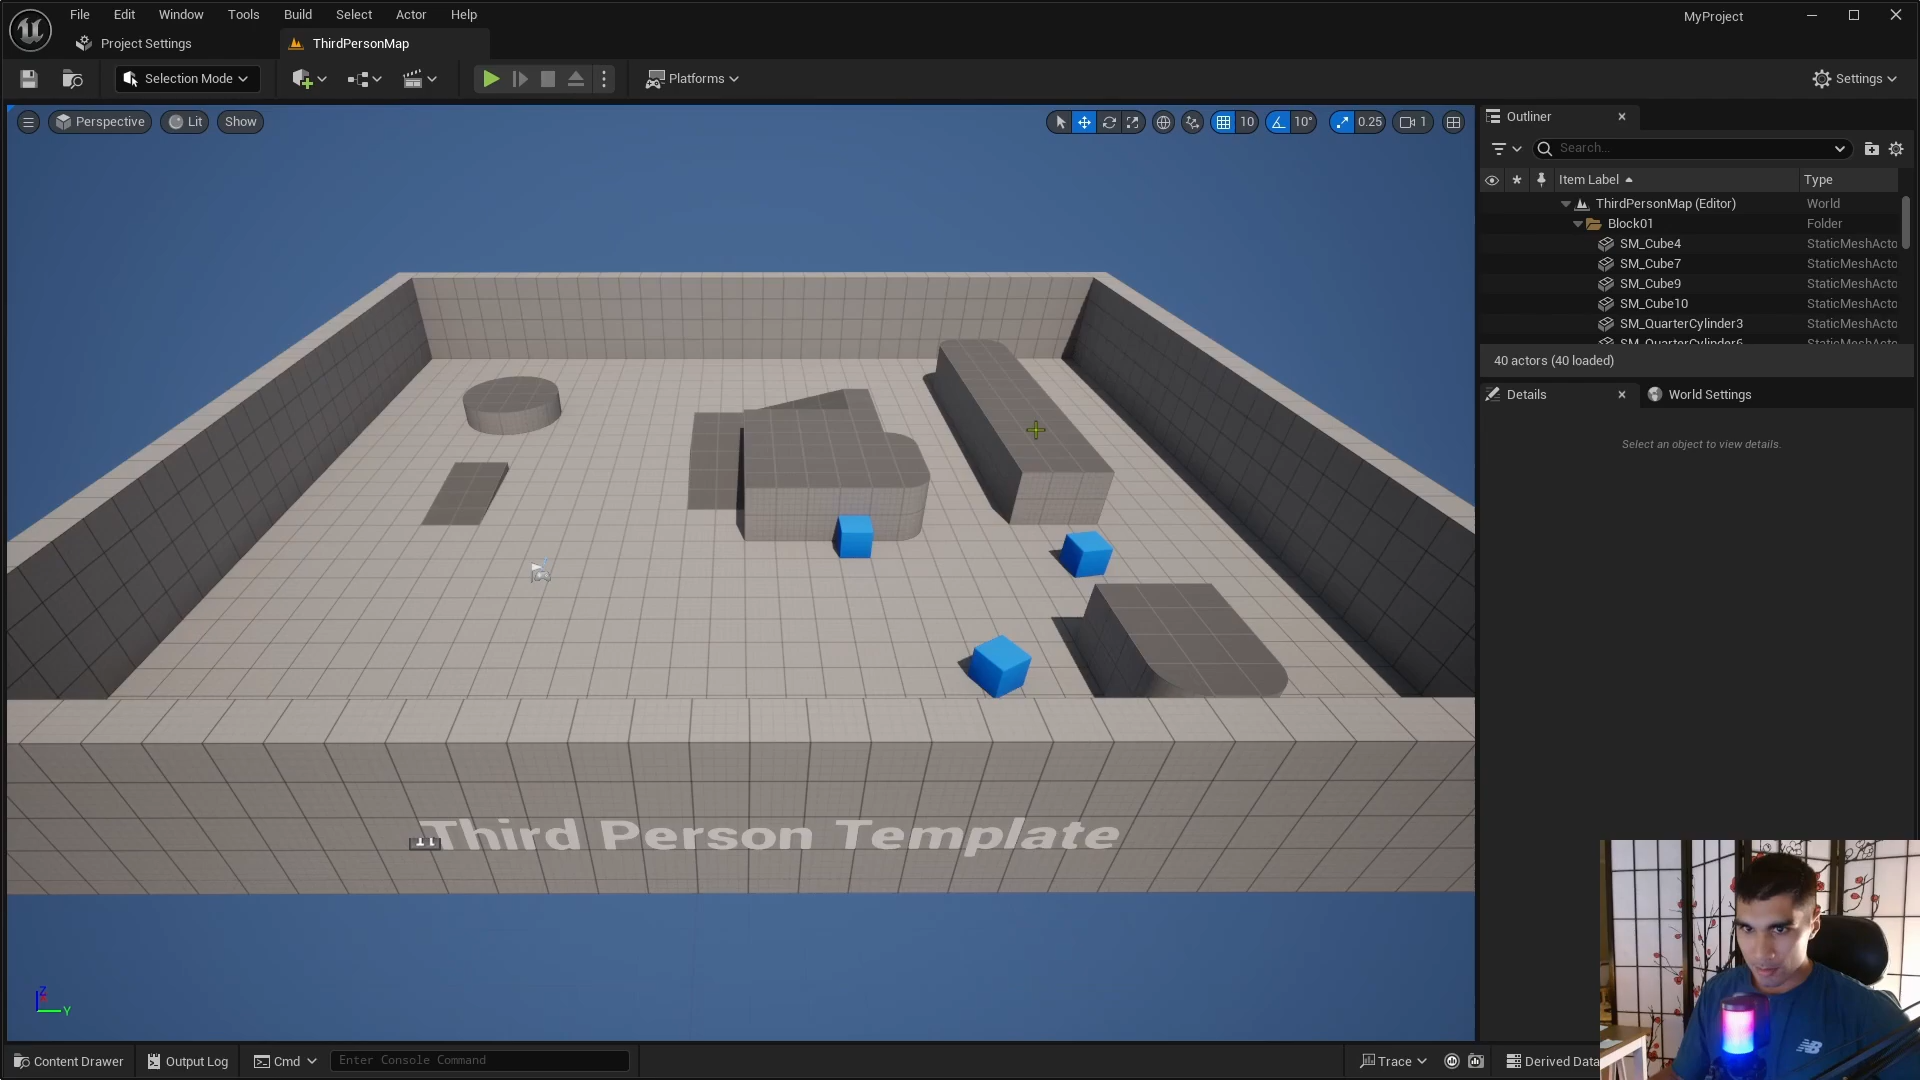 File Edit Window Tools Build Select Actor Help
MyProject
Project Settings
ThirdPersonMap
Selection Mode
Platforms
Settings
Perspective
Lit
Show
10
10°
0.25
1
Outliner
Search...
Item Label
Type
ThirdPersonMap (Editor) World
Block01 Folder
SM_Cube4 StaticMeshActo
SM_Cube7 StaticMeshActo
SM_Cube9 StaticMeshActo
SM_Cube10 StaticMeshActo
SM_QuarterCylinder3 StaticMeshActo
SM_QuarterCylinder6 StaticMeshActo
40 actors (40 loaded)
Details
World Settings
Select an object to view details.
Third Person Template
Z
Y
Content Drawer
Output Log
Cmd
Enter Console Command
Trace
Derived Data